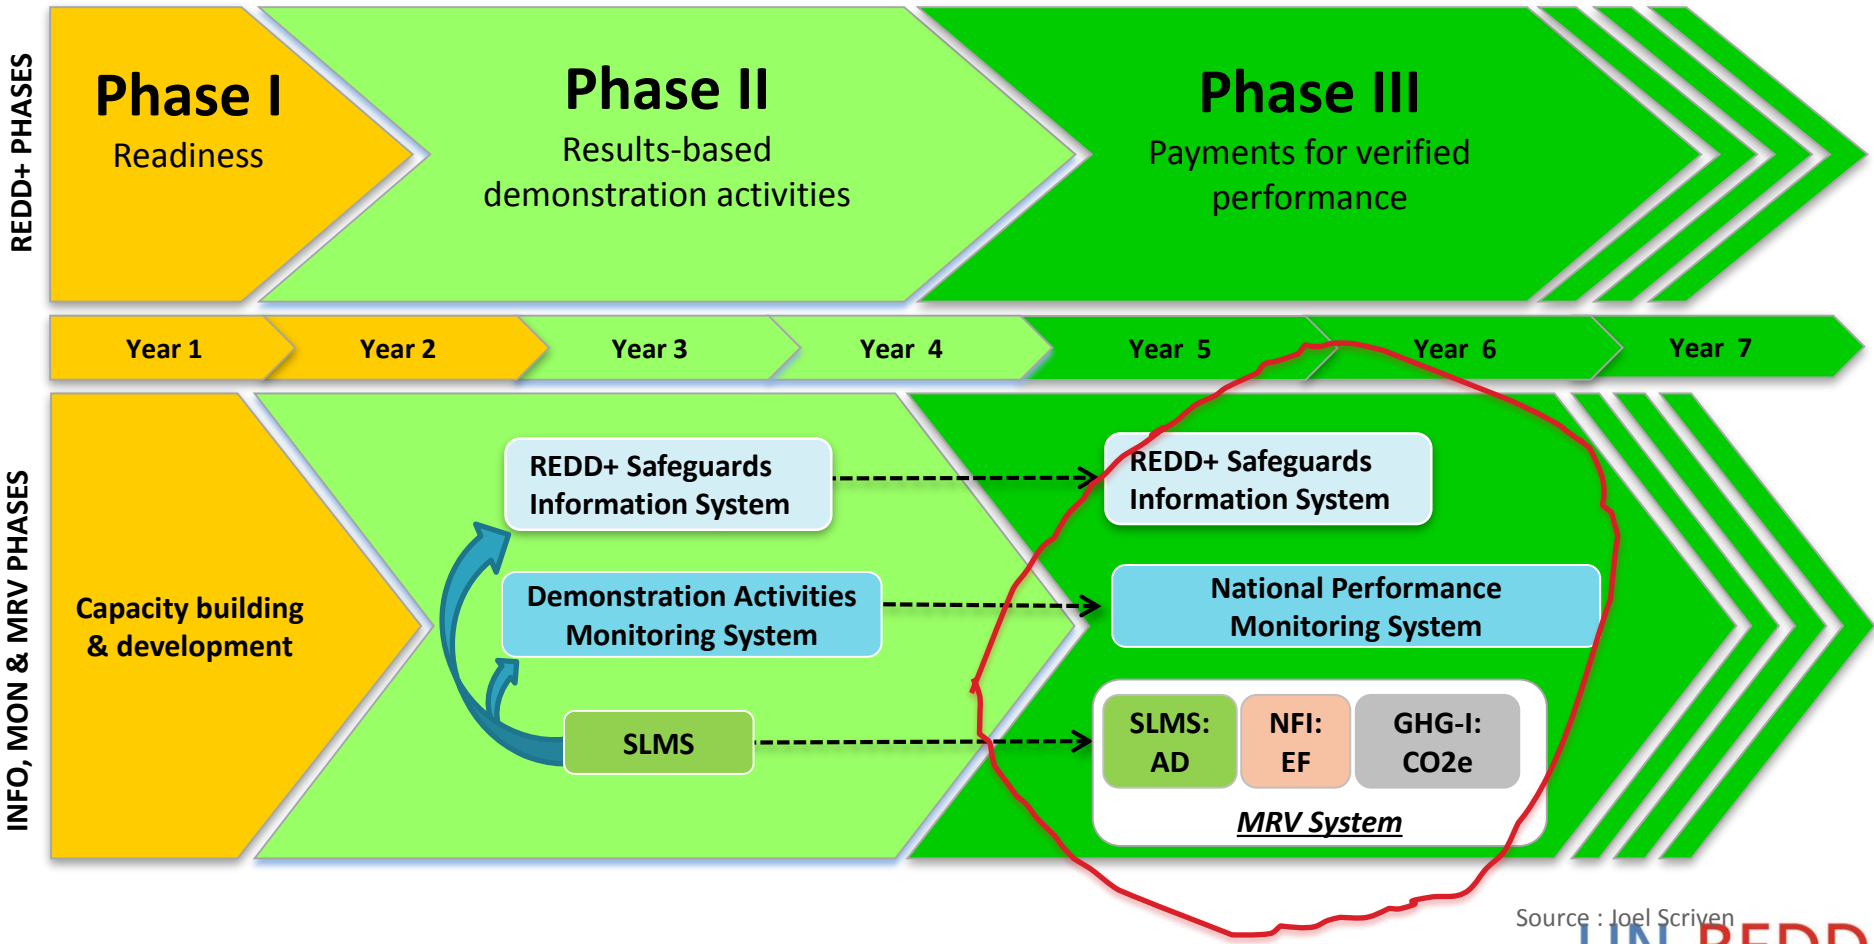 REDD+ PHASES
Phase I
Readiness
Phase II
Results-based
demonstration activities
Phase III
Payments for verified
performance
Year 1
Year 2
Year 3
Year 4
Year 5
Year 6
Year 7
INFO, MON & MRV PHASES
Capacity building
& development
REDD+ Safeguards
Information System
Demonstration Activities
Monitoring System
SLMS
REDD+ Safeguards
Information System
National Performance
Monitoring System
SLMS:
AD
NFI:
EF
GHG-I:
CO2e
MRV System
Source : Joel Scriven
UN REDD